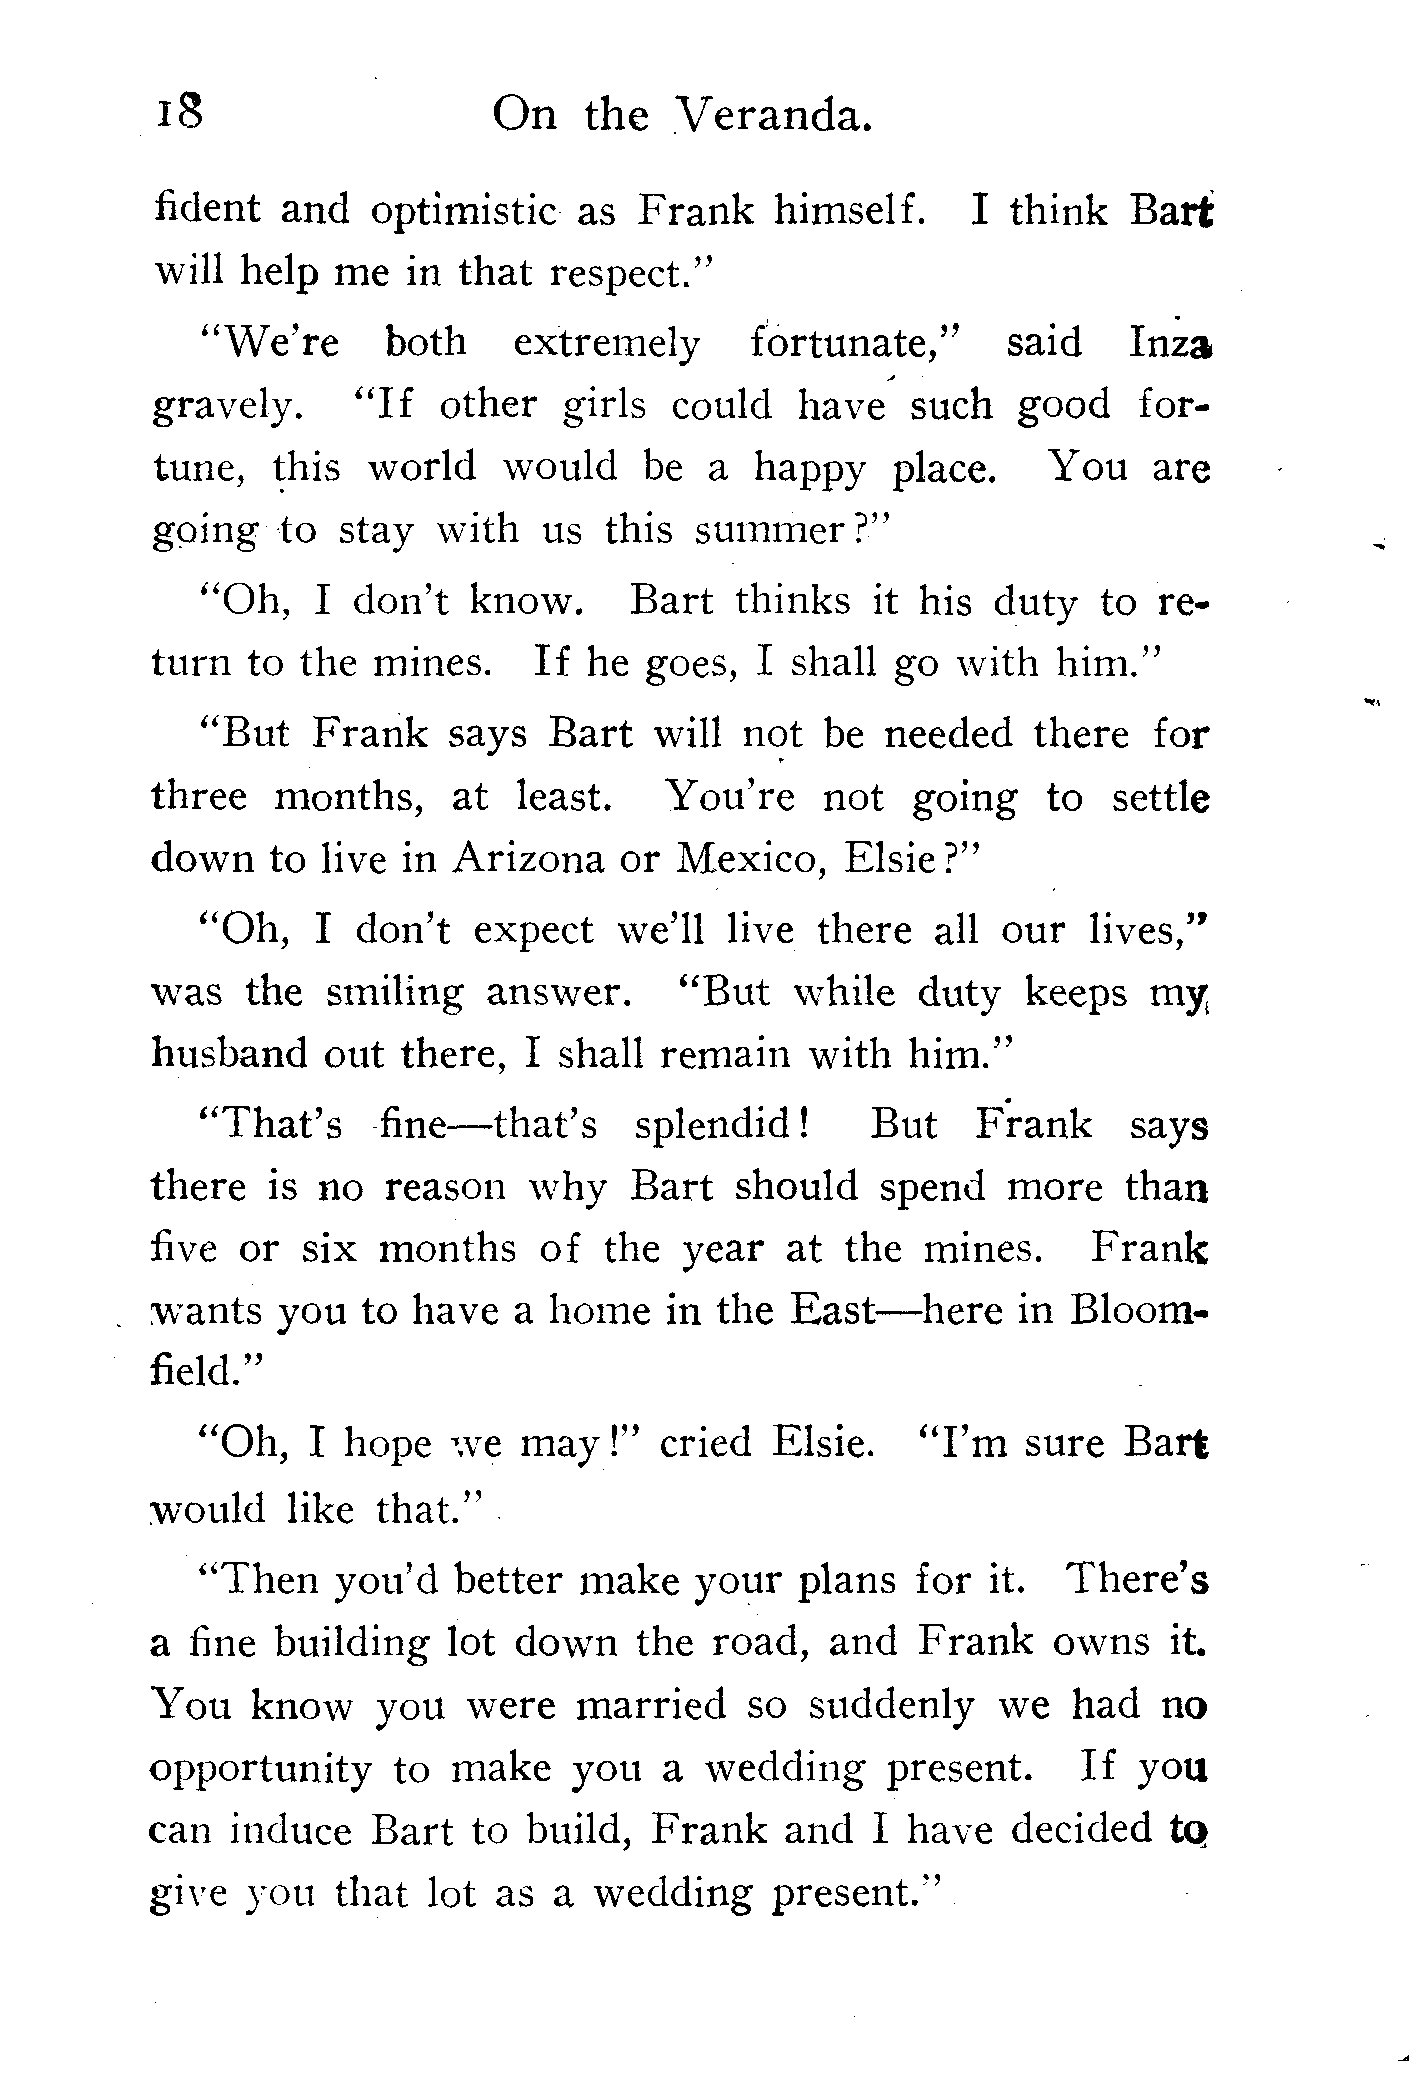 18 On the Veranda.
fident and optimistic as Frank himself. I think Bart
will help me in that respect."
"We're both extremely fortunate," said Inza
gravely. "If other girls could have such good for-
tune, this world would be a happy place. You are
going to stay with us this summer?"
"Oh, I don't know. Bart thinks it his duty to re-
turn to the mines. If he goes, I shall go with him."
"But Frank says Bart will not be needed there for
three months, at least. You're not going to settle
down to live in Arizona or Mexico, Elsie?"
"Oh, I don't expect we'll live there all our lives,"
was the smiling answer. "But while duty keeps my
husband out there, I shall remain with him."
"That's fine—that's splendid! But Frank says
there is no reason why Bart should spend more than
five or six months of the year at the mines. Frank
wants you to have a home in the East—here in Bloom-
field."
"Oh, I hope we may!" cried Elsie. "I'm sure Bart
would like that."
"Then you'd better make your plans for it. There's
a fine building lot down the road, and Frank owns it.
You know you were married so suddenly we had no
opportunity to make you a wedding present. If you
can induce Bart to build, Frank and I have decided to
give you that lot as a wedding present."